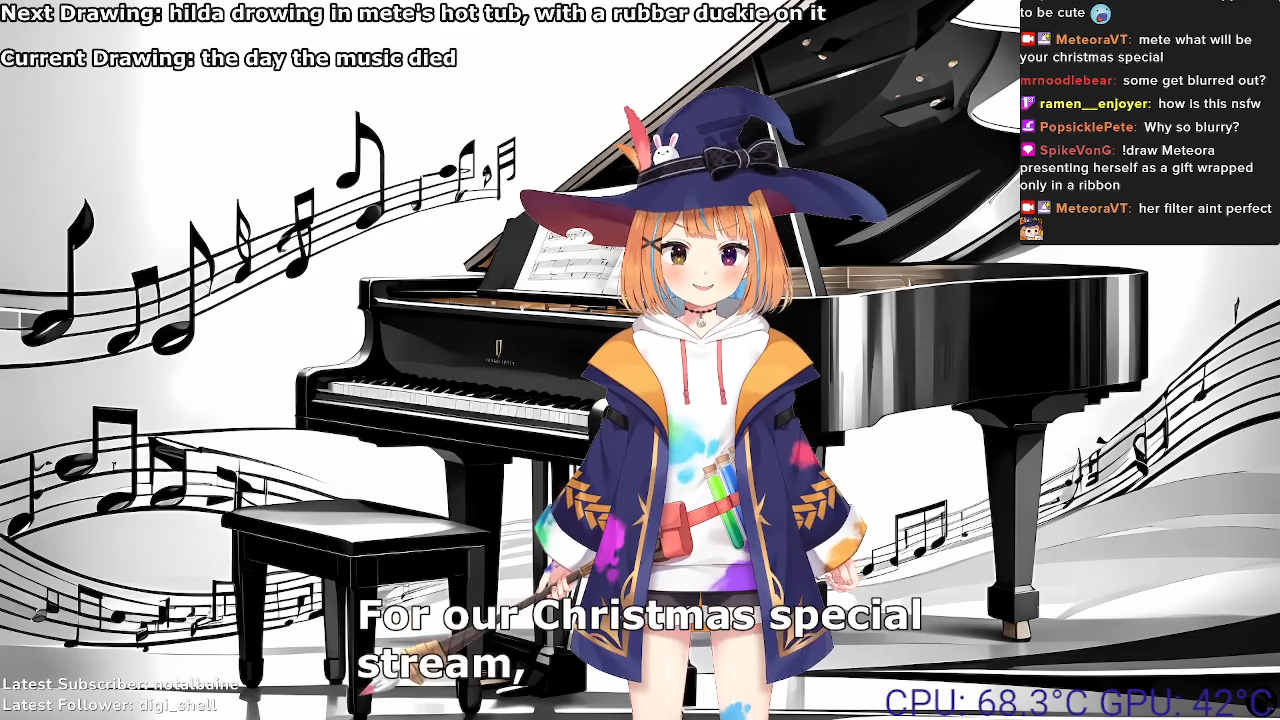 Next Drawing: hilda drowing in mete's hot tub, with a rubber duckie on it
Current Drawing: the day the music died
to be cute
MeteoraVT: mete what will be
your christmas special
mrnoodlebear: some get blurred out?
ramen__enjoyer: how is this nsfw
PopsicklePete: Why so blurry?
SpikeVonG: !draw Meteora
presenting herself as a gift wrapped
only in a ribbon
MeteoraVT: her filter aint perfect
For our Christmas special
stream,
Latest Subscriber: notalbaine
Latest Follower: digi_shell
CPU: 68.3°C GPU: 42°C